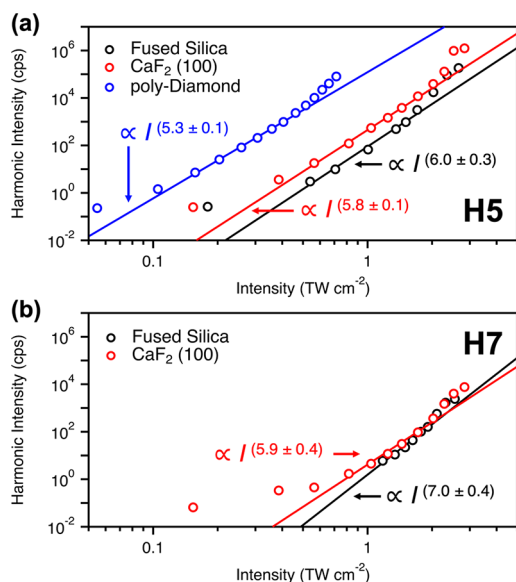 (a)
Harmonic Intensity (cps)
10^6
10^4
10^2
10^0
10^-2
Fused Silica
CaF2 (100)
poly-Diamond
∝ I^(5.3 ± 0.1)
∝ I^(6.0 ± 0.3)
∝ I^(5.8 ± 0.1)
H5
0.1
1
Intensity (TW cm^-2)
(b)
Harmonic Intensity (cps)
10^6
10^4
10^2
10^0
10^-2
Fused Silica
CaF2 (100)
H7
∝ I^(5.9 ± 0.4)
∝ I^(7.0 ± 0.4)
0.1
1
Intensity (TW cm^-2)